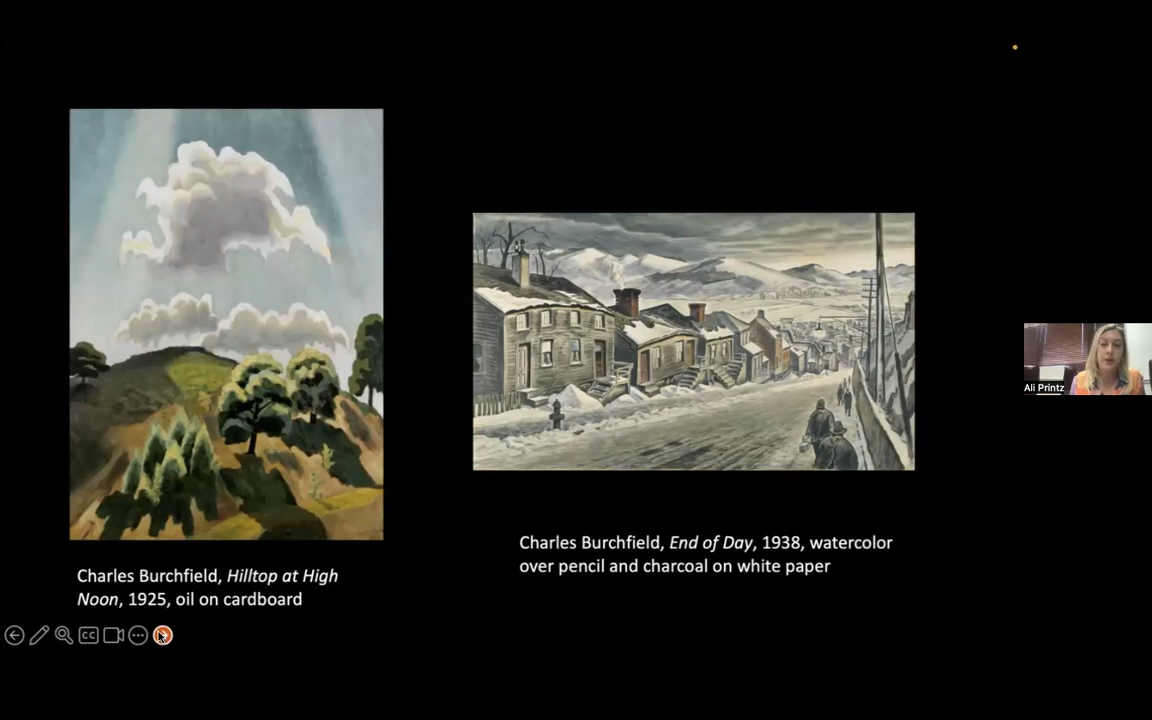 Charles Burchfield, Hilltop at High
Noon, 1925, oil on cardboard
Charles Burchfield, End of Day, 1938, watercolor
over pencil and charcoal on white paper
Ali Printz
CC